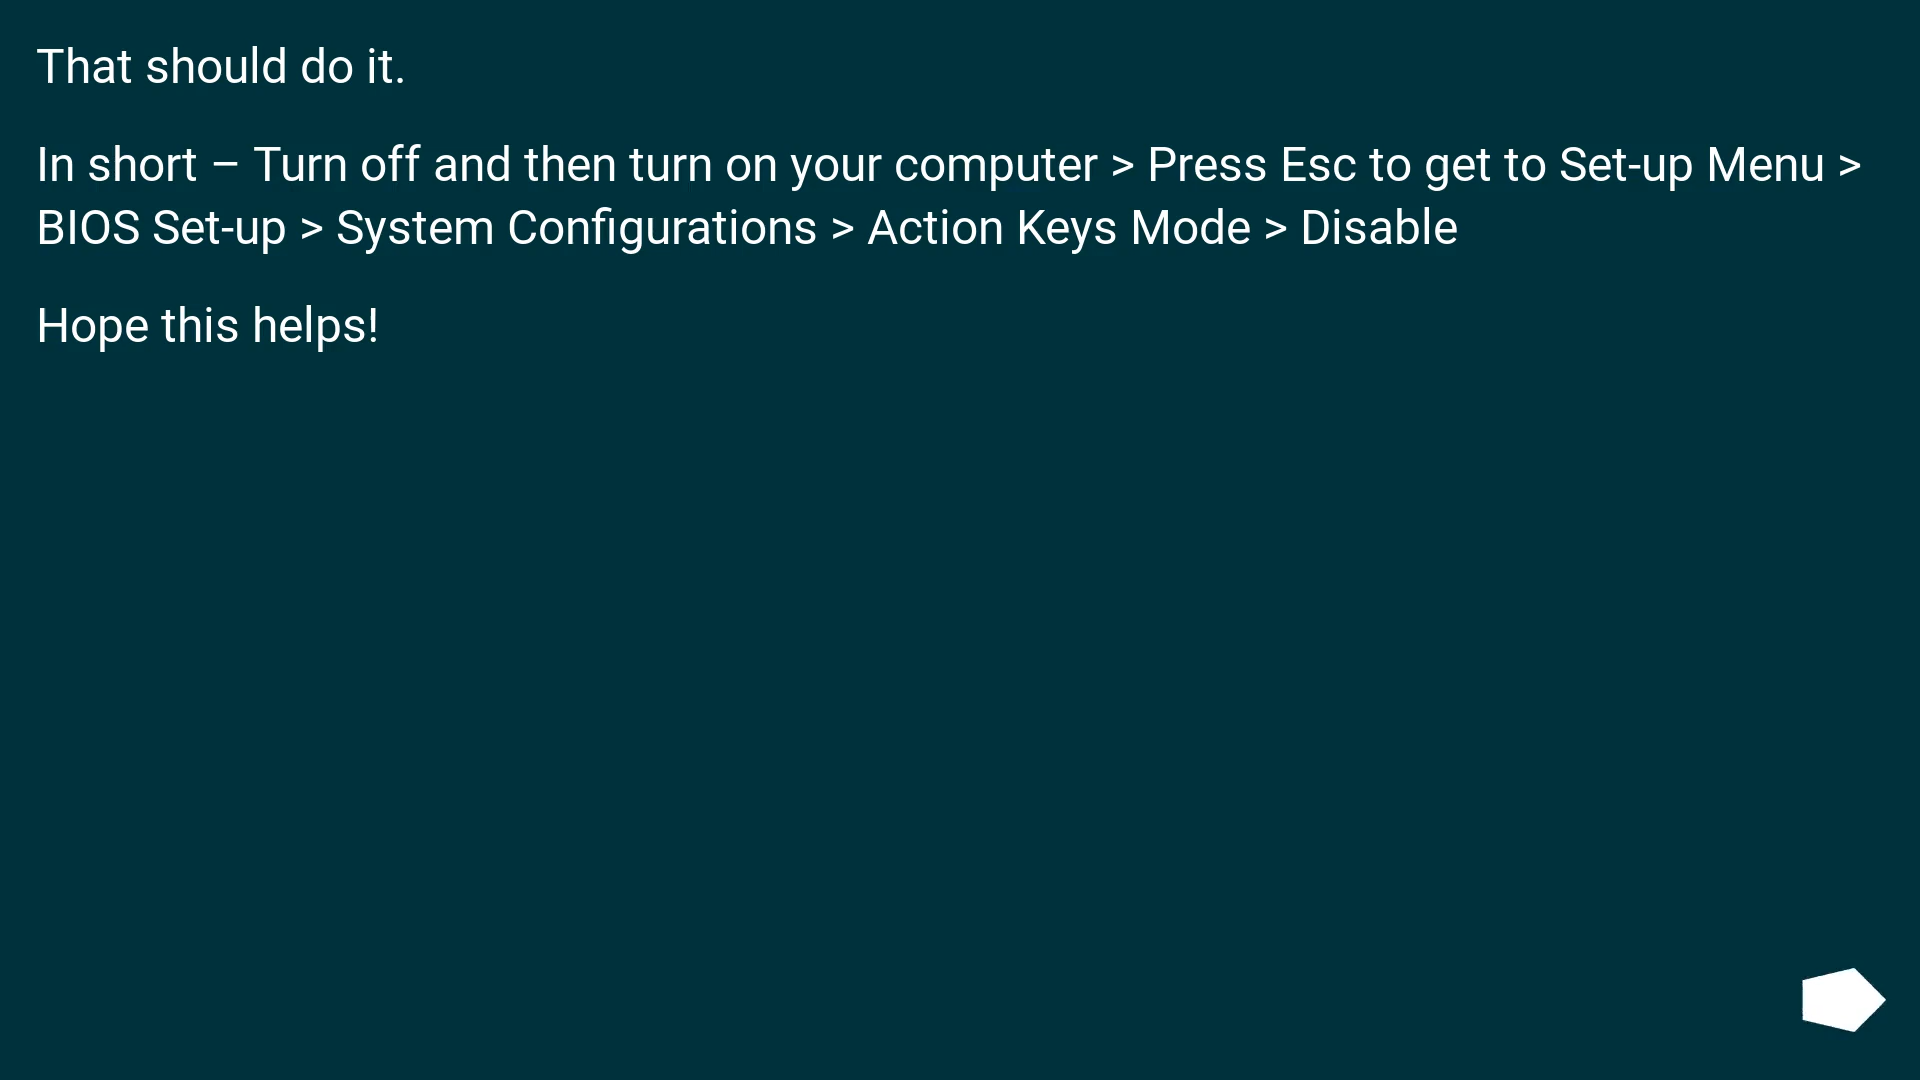 That should do it.
In short – Turn off and then turn on your computer > Press Esc to get to Set-up Menu >
BIOS Set-up > System Configurations > Action Keys Mode > Disable
Hope this helps!